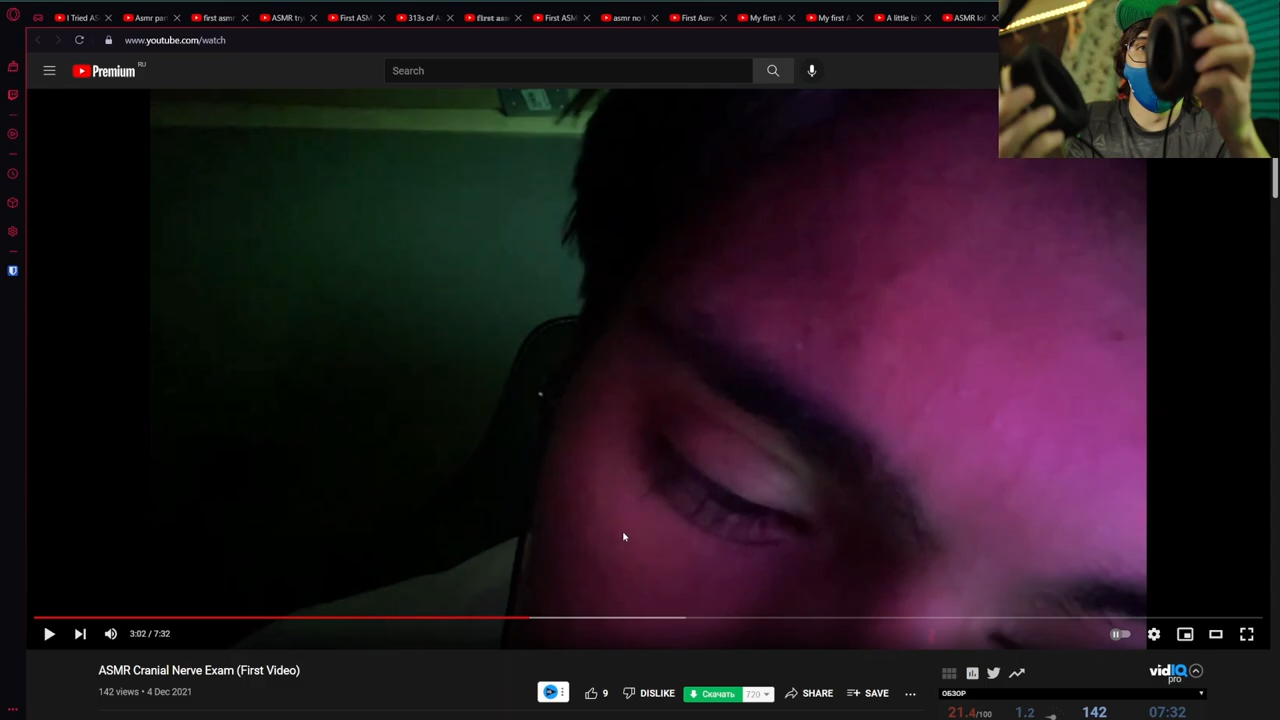 I Tried AS
Asmr par
first asmr
ASMR try
First ASM
313s of A
first ass
First ASM
asmr no t
First Asm
My first A
My first A
A little bi
ASMR lof
www.youtube.com/watch
Premium RU
Search
3:02 / 7:32
ASMR Cranial Nerve Exam (First Video)
142 views • 4 Dec 2021
9 DISLIKE Скачать 720 SHARE SAVE
vidIQ pro
ОБЗОР
21.4/100 1.2 142 07:32